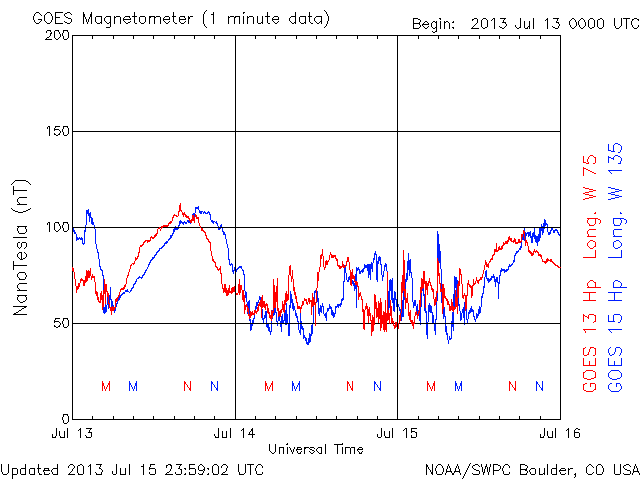 GOES Magnetometer (1 minute data)
Begin: 2013 Jul 13 0000 UTC
200
150
100
50
0
NanoTesla (nT)
M M N N M M N N M M N N
Jul 13 Jul 14 Jul 15 Jul 16
Universal Time
GOES 13 Hp Long. W 75
GOES 15 Hp Long. W 135
Updated 2013 Jul 15 23:59:02 UTC
NOAA/SWPC Boulder, CO USA